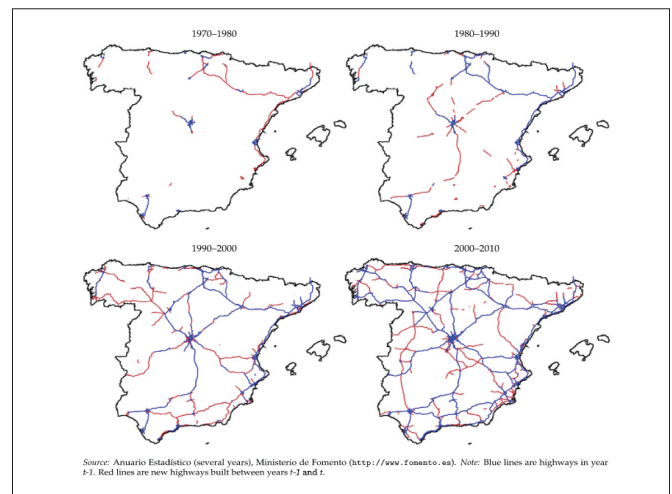 1970–1980
1980–1990
1990–2000
2000–2010
Source: Anuario Estadístico (several years), Ministerio de Fomento (http://www.fomento.es). Note: Blue lines are highways in year
t-1. Red lines are new highways built between years t-1 and t.